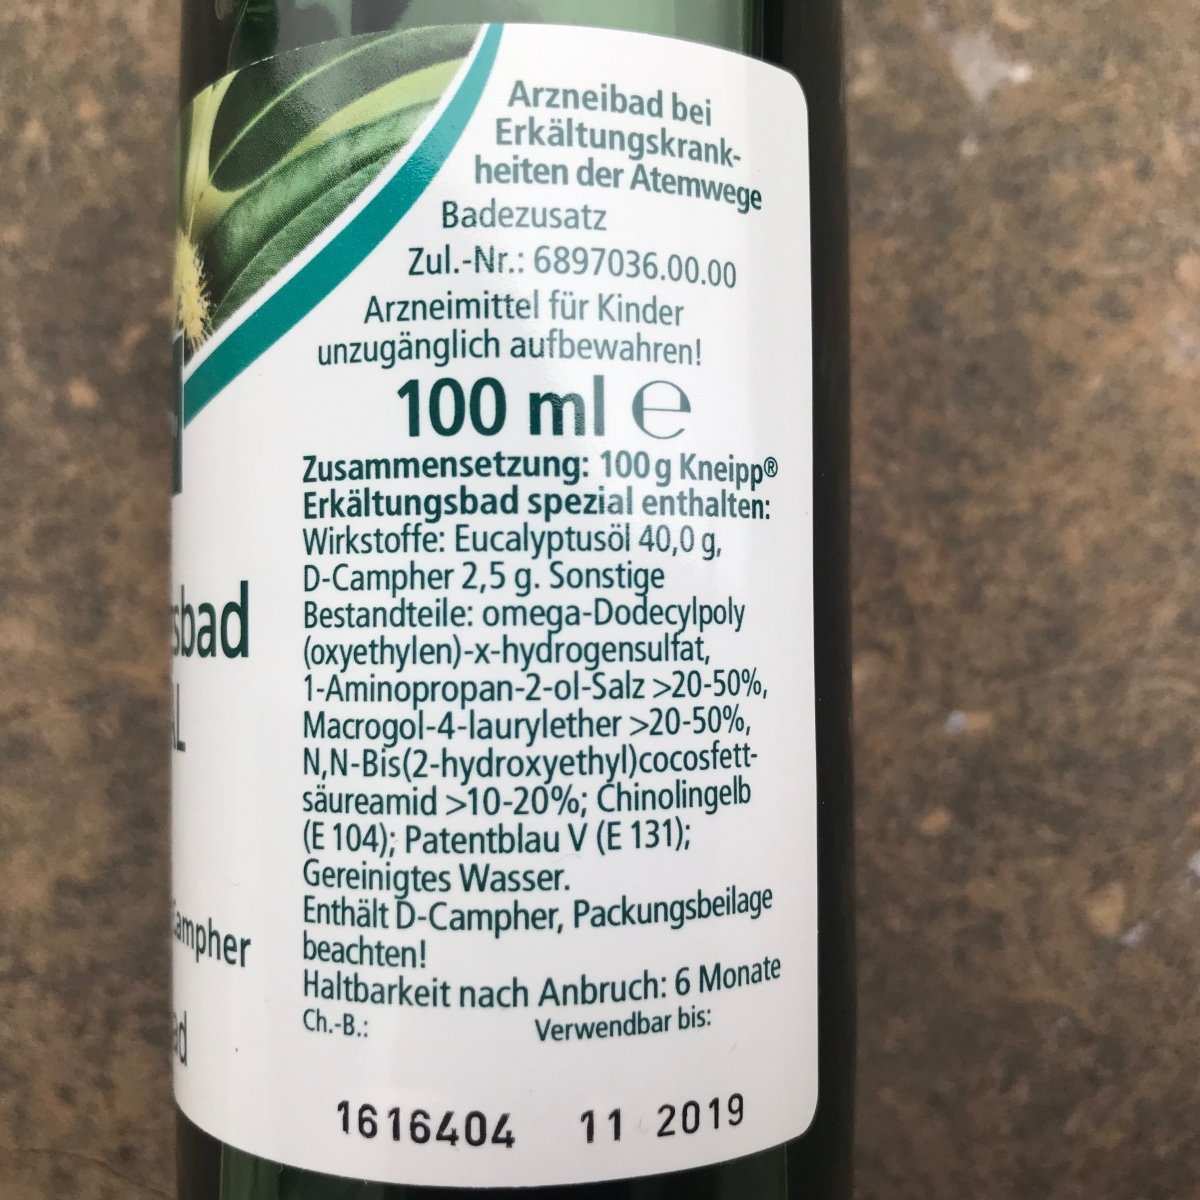 Arzneibad bei
Erkältungskrank-
heiten der Atemwege
Badezusatz
Zul.-Nr.: 6897036.00.00
Arzneimittel für Kinder
unzugänglich aufbewahren!
100 ml ℮
Zusammensetzung: 100 g Kneipp®
Erkältungsbad spezial enthalten:
Wirkstoffe: Eucalyptusöl 40,0 g,
D-Campher 2,5 g. Sonstige
Bestandteile: omega-Dodecylpoly
(oxyethylen)-x-hydrogensulfat,
1-Aminopropan-2-ol-Salz >20-50%,
Macrogol-4-laurylether >20-50%,
N,N-Bis(2-hydroxyethyl)cocosfett-
säureamid >10-20%; Chinolingelb
(E 104); Patentblau V (E 131);
Gereinigtes Wasser.
Enthält D-Campher, Packungsbeilage
beachten!
Haltbarkeit nach Anbruch: 6 Monate
Ch.-B.: Verwendbar bis:
1616404 11 2019
sbad
Campher